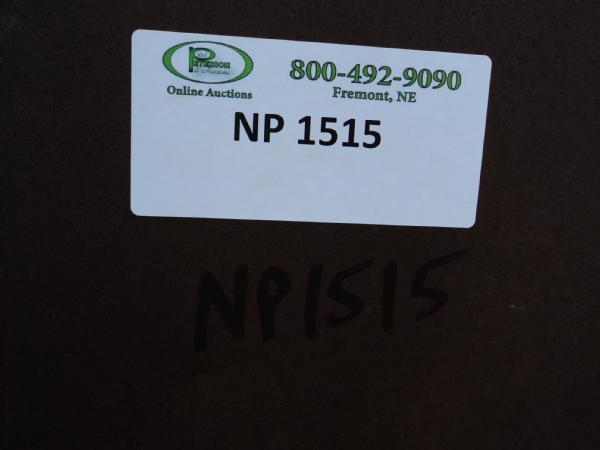 PETERSON
Online Auctions
800-492-9090
Fremont, NE
NP 1515
NP1515